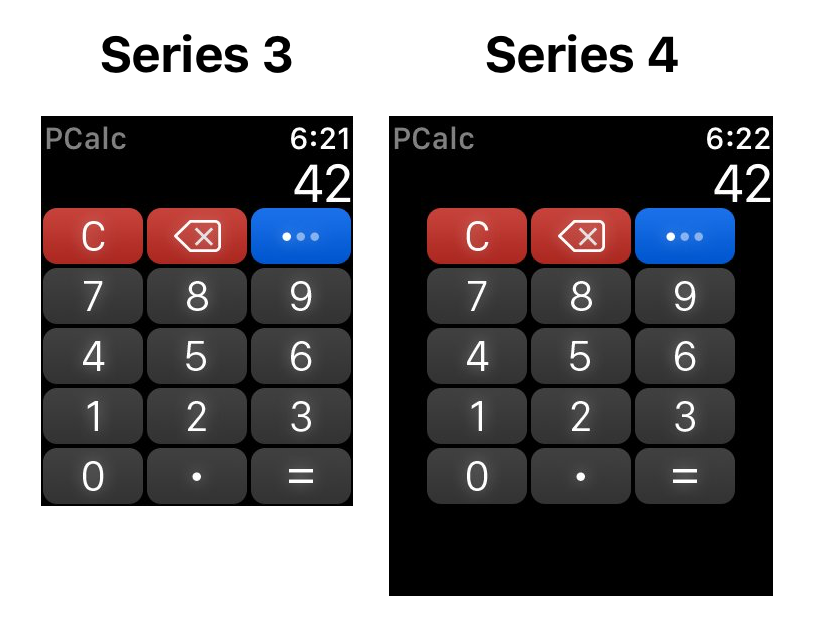 Series 3
PCalc 6:21
42
C
7 8 9
4 5 6
1 2 3
0 . =
Series 4
PCalc 6:22
42
C
7 8 9
4 5 6
1 2 3
0 . =